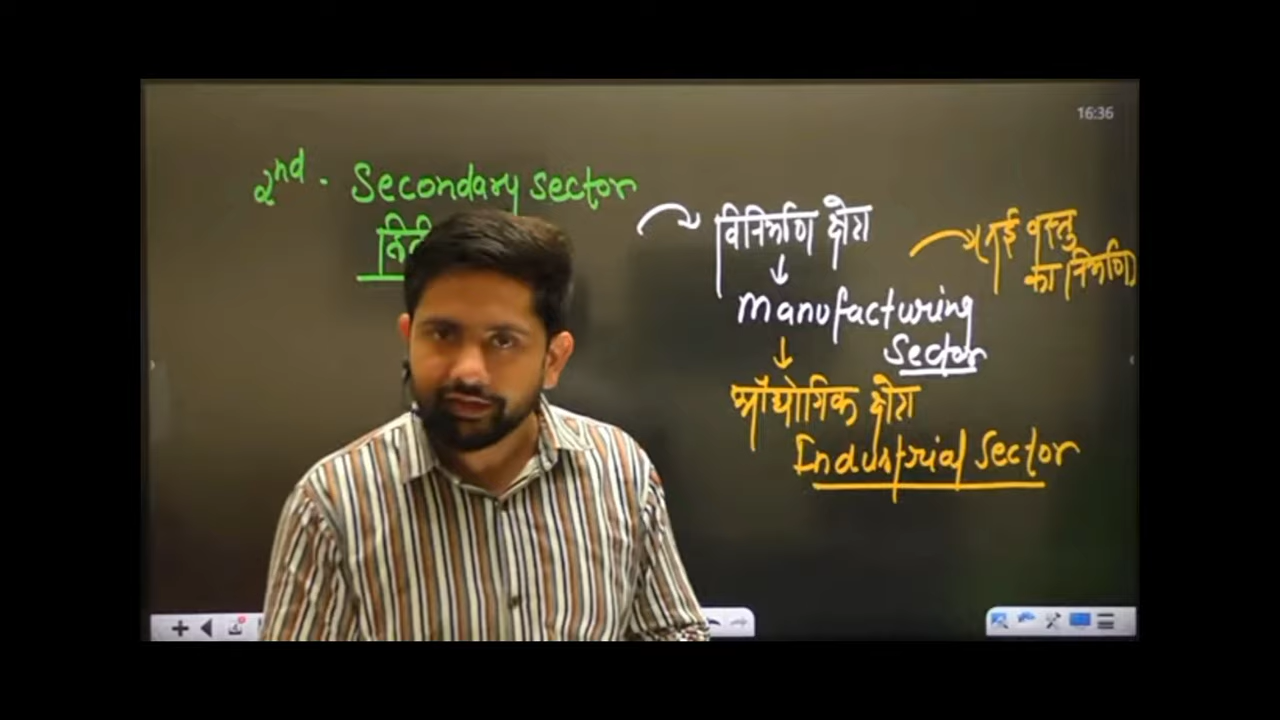 16:36
2nd. Secondary sector
विनिर्माण क्षेत्र
↓
Manufacturing
Sector
↓
औद्योगिक क्षेत्र
Industrial Sector
नई वस्तु
का निर्माण